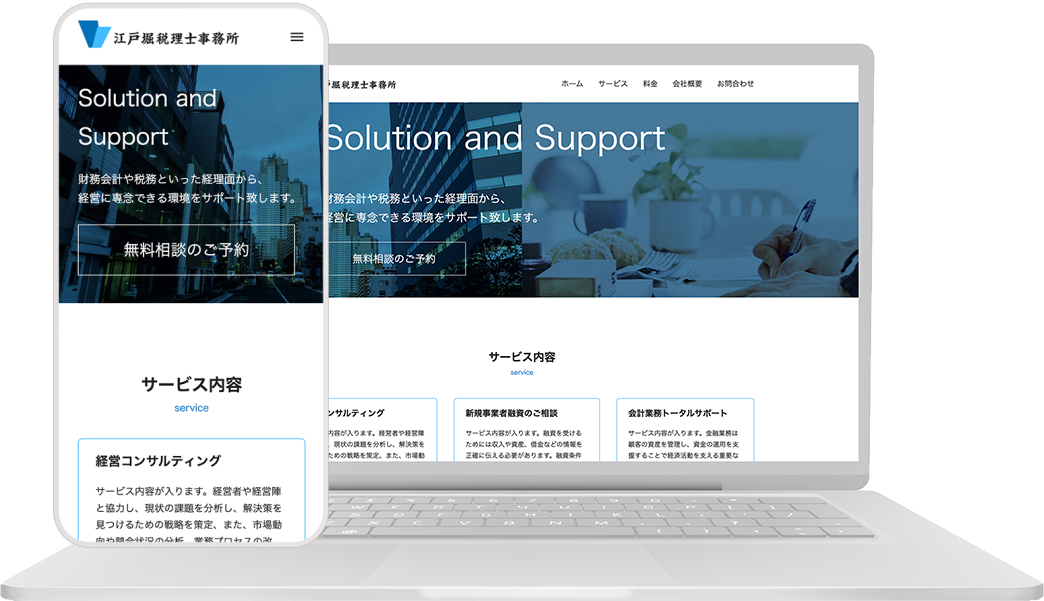 江戸堀税理士事務所
Solution and
Support
財務会計や税務といった経理面から、
経営に専念できる環境をサポート致します。
無料相談のご予約
サービス内容
service
経営コンサルティング
サービス内容が入ります。経営者や経営陣
と協力し、現状の課題を分析し、解決策を
見つけるための戦略を策定、また、市場動
向や競合状況の分析、業務プロセスの改
戸堀税理士事務所
ホーム サービス 料金 会社概要 お問合わせ
Solution and Support
財務会計や税務といった経理面から、
経営に専念できる環境をサポート致します。
無料相談のご予約
サービス内容
service
ンサルティング
内容が入ります。経営者や経営陣
、現状の課題を分析し、解決策を
ための戦略を策定、また、市場動
新規事業者融資のご相談
サービス内容が入ります。融資を受ける
ためには収入や資産、借金などの情報を
正確に伝える必要があります。融資条件
会計業務トータルサポート
サービス内容が入ります。金融業務は
顧客の資産を管理し、資金の運用を支
援することで経済活動を支える重要な